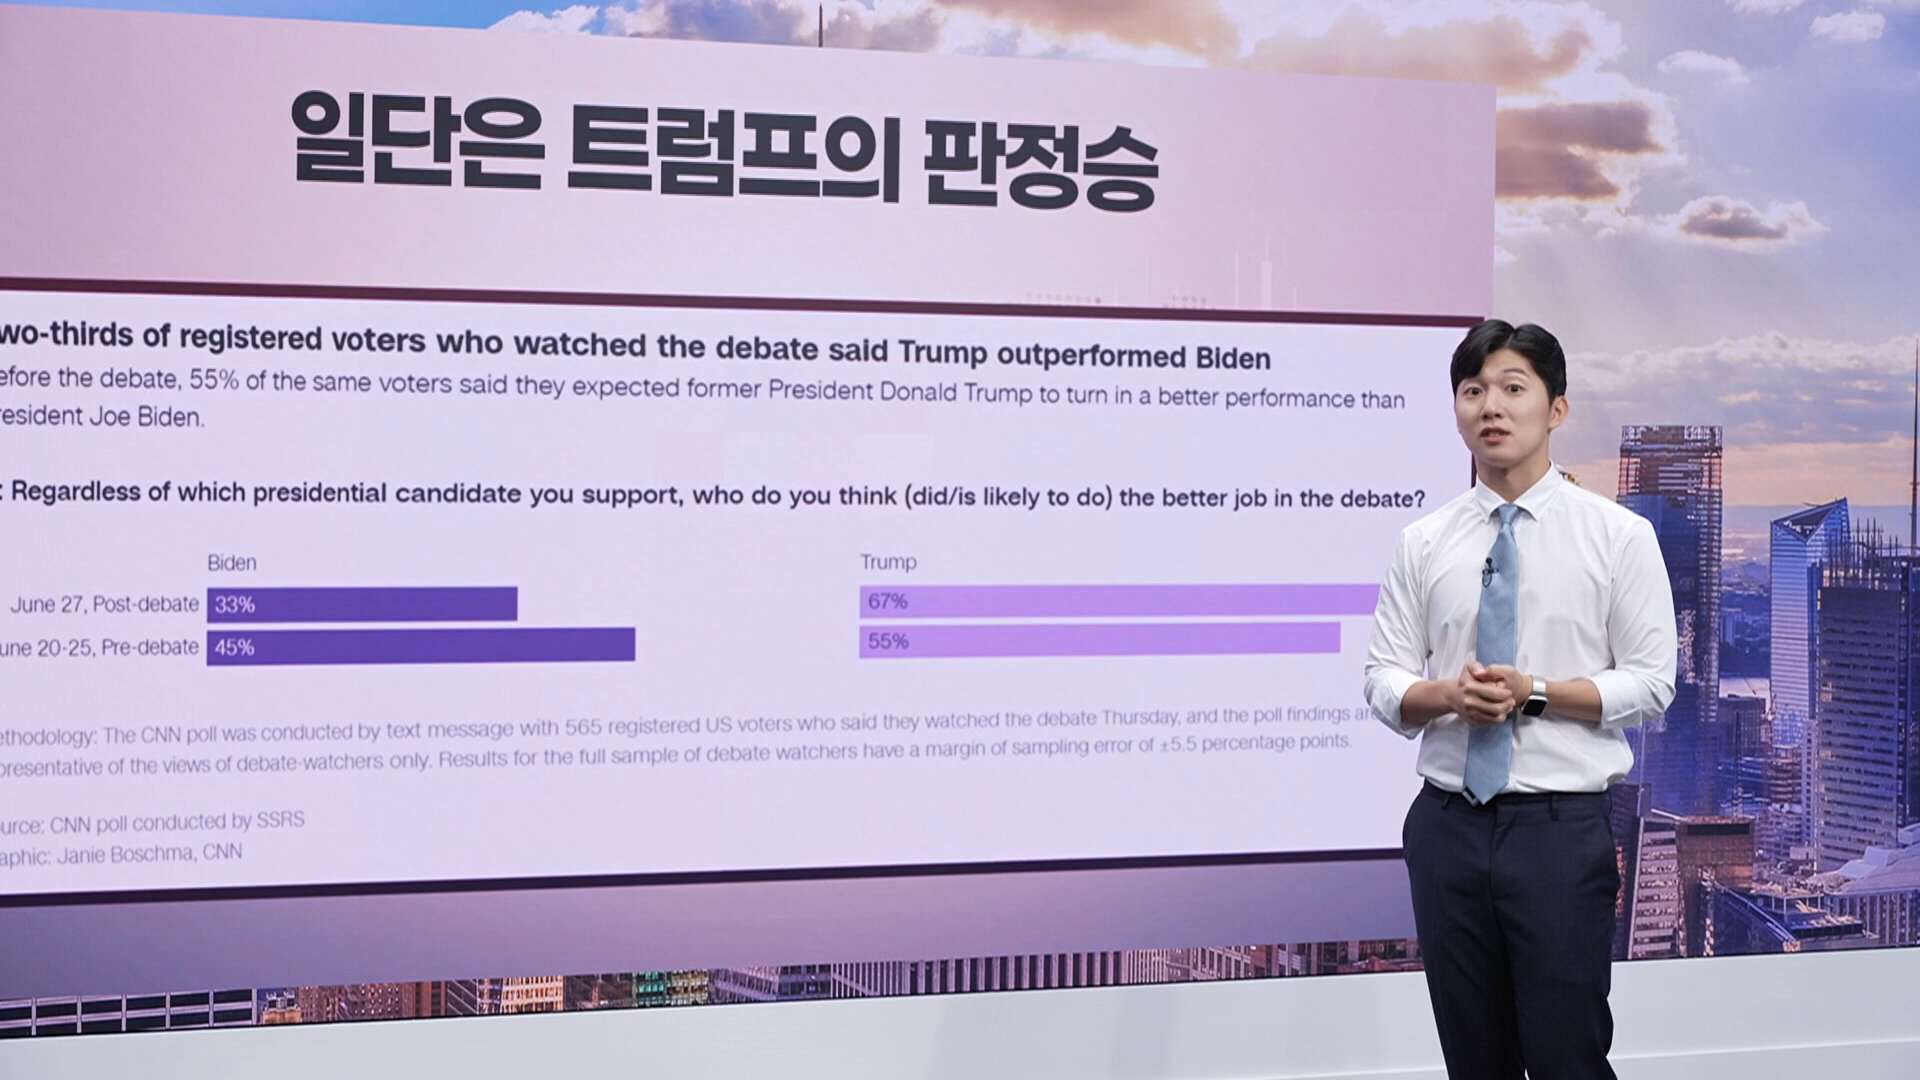 일단은 트럼프의 판정승
wo-thirds of registered voters who watched the debate said Trump outperformed Biden
efore the debate, 55% of the same voters said they expected former President Donald Trump to turn in a better performance than
resident Joe Biden.
: Regardless of which presidential candidate you support, who do you think (did/is likely to do) the better job in the debate?
Biden Trump
June 27, Post-debate 33% 67%
une 20-25, Pre-debate 45% 55%
ethodology: The CNN poll was conducted by text message with 565 registered US voters who said they watched the debate Thursday, and the poll findings are
presentative of the views of debate-watchers only. Results for the full sample of debate watchers have a margin of sampling error of ±5.5 percentage points.
urce: CNN poll conducted by SSRS
aphic: Janie Boschma, CNN